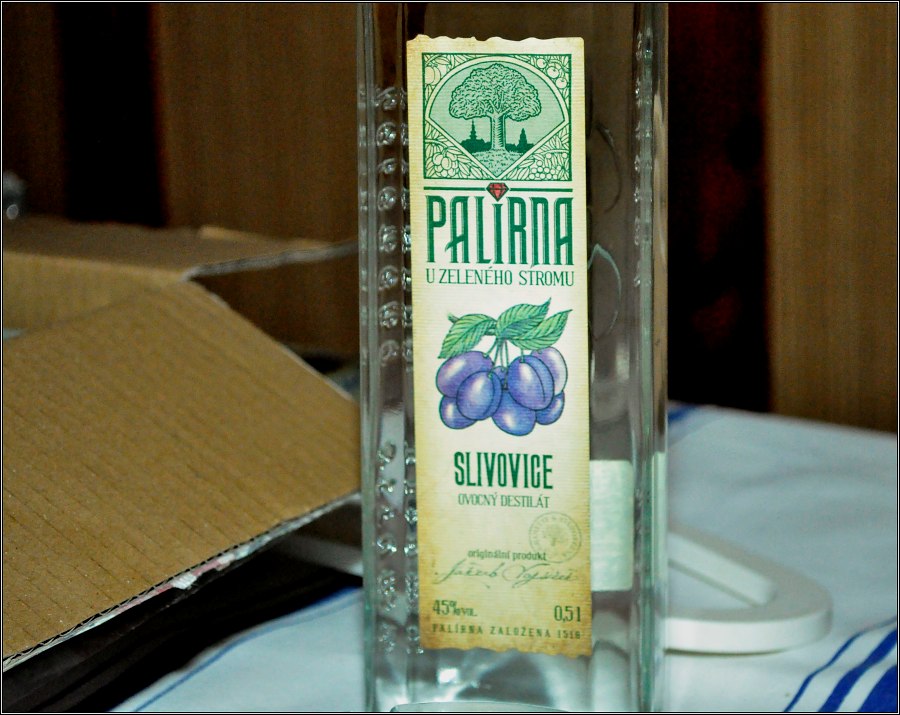 PALÍRNA
U ZELENÉHO STROMU
SLIVOVICE
OVOCNÝ DESTILÁT
originální produkt
45% VOL. 0,5 l
PALÍRNA ZALOŽENA 1518